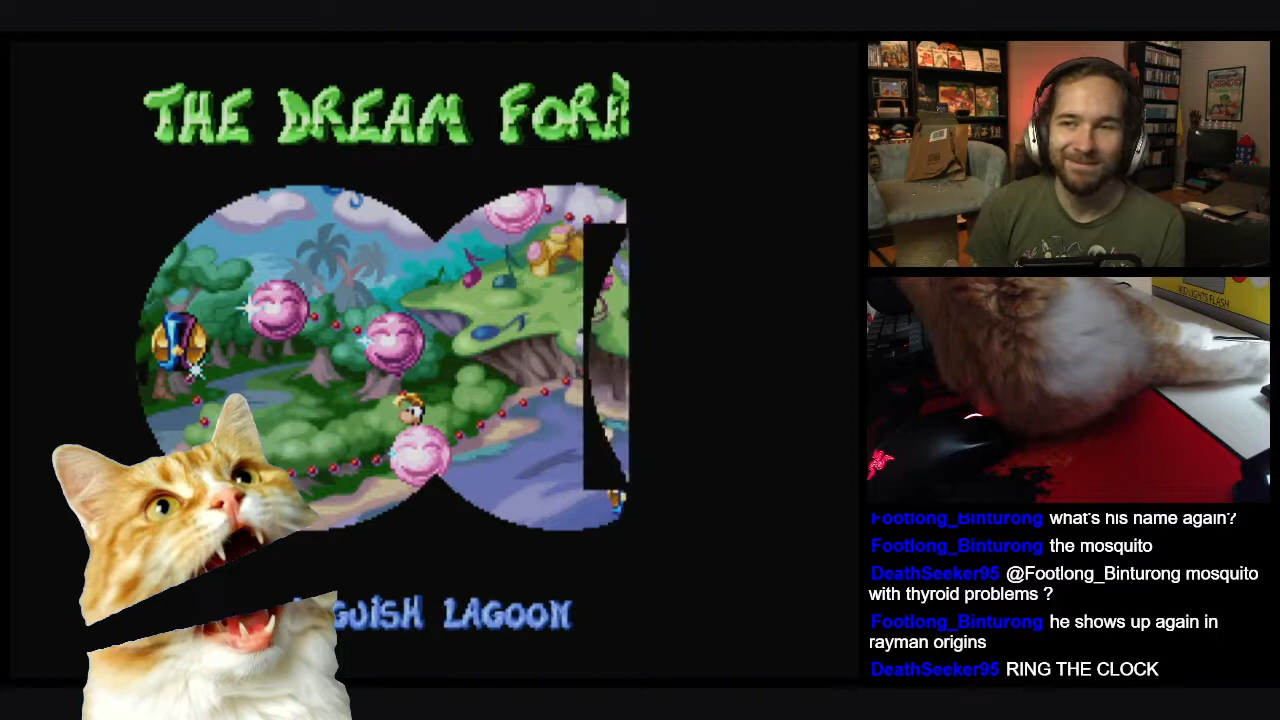 THE DREAM FORE
GUISH LAGOON
Footlong_Binturong what's his name again?
Footlong_Binturong the mosquito
DeathSeeker95 @Footlong_Binturong mosquito
with thyroid problems ?
Footlong_Binturong he shows up again in
rayman origins
DeathSeeker95 RING THE CLOCK